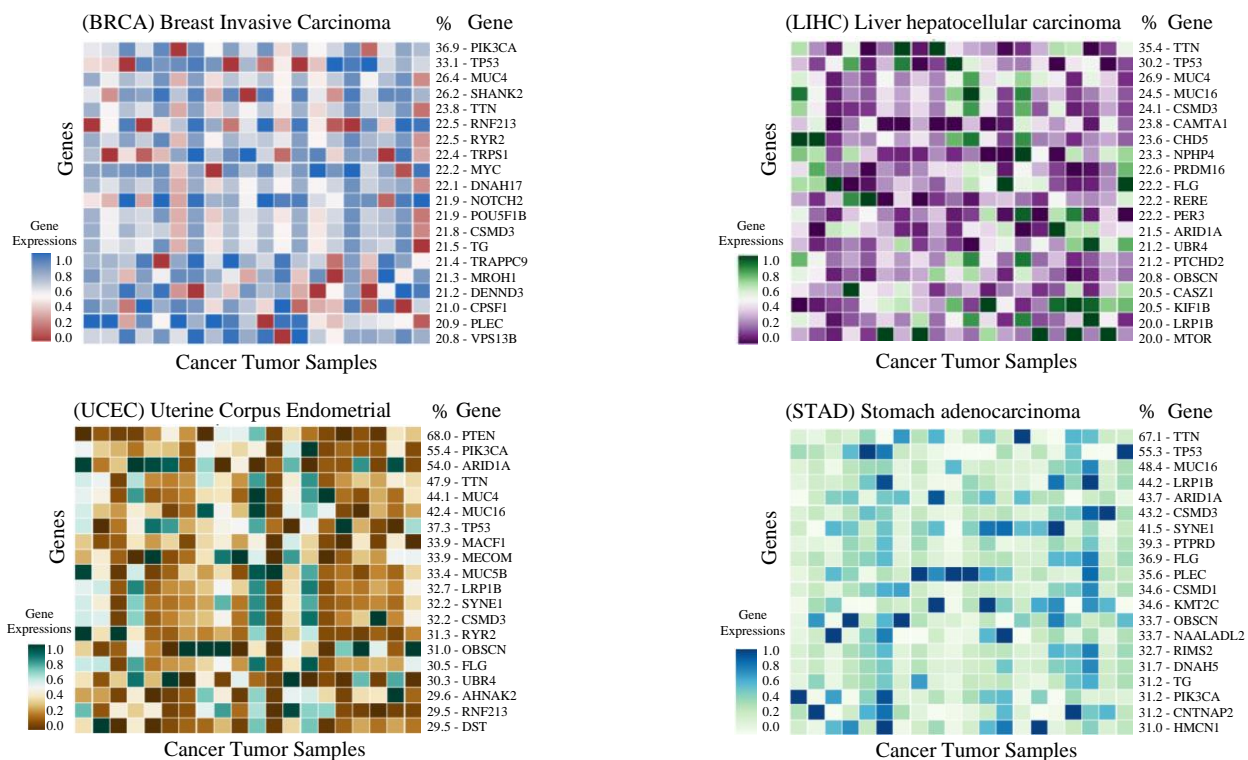 (BRCA) Breast Invasive Carcinoma % Gene
36.9 - PIK3CA
33.1 - TP53
26.4 - MUC4
26.2 - SHANK2
23.8 - TTN
22.5 - RNF213
22.5 - RYR2
22.4 - TRPS1
22.2 - MYC
22.1 - DNAH17
21.9 - NOTCH2
21.9 - POU5F1B
21.8 - CSMD3
21.5 - TG
21.4 - TRAPPC9
21.3 - MROH1
21.2 - DENND3
21.0 - CPSF1
20.9 - PLEC
20.8 - VPS13B
Genes
Gene
Expressions
1.0
0.8
0.6
0.4
0.2
0.0
Cancer Tumor Samples
(LIHC) Liver hepatocellular carcinoma % Gene
35.4 - TTN
30.2 - TP53
26.9 - MUC4
24.5 - MUC16
24.1 - CSMD3
23.8 - CAMTA1
23.6 - CHD5
23.3 - NPHP4
22.6 - PRDM16
22.2 - FLG
22.2 - RERE
22.2 - PER3
21.5 - ARID1A
21.2 - UBR4
21.2 - PTCHD2
20.8 - OBSCN
20.5 - CASZ1
20.5 - KIF1B
20.0 - LRP1B
20.0 - MTOR
Genes
Gene
Expressions
1.0
0.8
0.6
0.4
0.2
0.0
Cancer Tumor Samples
(UCEC) Uterine Corpus Endometrial % Gene
68.0 - PTEN
55.4 - PIK3CA
54.0 - ARID1A
47.9 - TTN
44.1 - MUC4
42.4 - MUC16
37.3 - TP53
33.9 - MACF1
33.9 - MECOM
33.4 - MUC5B
32.7 - LRP1B
32.2 - SYNE1
32.2 - CSMD3
31.3 - RYR2
31.0 - OBSCN
30.5 - FLG
30.3 - UBR4
29.6 - AHNAK2
29.5 - RNF213
29.5 - DST
Genes
Gene
Expressions
1.0
0.8
0.6
0.4
0.2
0.0
Cancer Tumor Samples
(STAD) Stomach adenocarcinoma % Gene
67.1 - TTN
55.3 - TP53
48.4 - MUC16
44.2 - LRP1B
43.7 - ARID1A
43.2 - CSMD3
41.5 - SYNE1
39.3 - PTPRD
36.9 - FLG
35.6 - PLEC
34.6 - CSMD1
34.6 - KMT2C
33.7 - OBSCN
33.7 - NAALADL2
32.7 - RIMS2
31.7 - DNAH5
31.2 - TG
31.2 - PIK3CA
31.2 - CNTNAP2
31.0 - HMCN1
Genes
Gene
Expressions
1.0
0.8
0.6
0.4
0.2
0.0
Cancer Tumor Samples